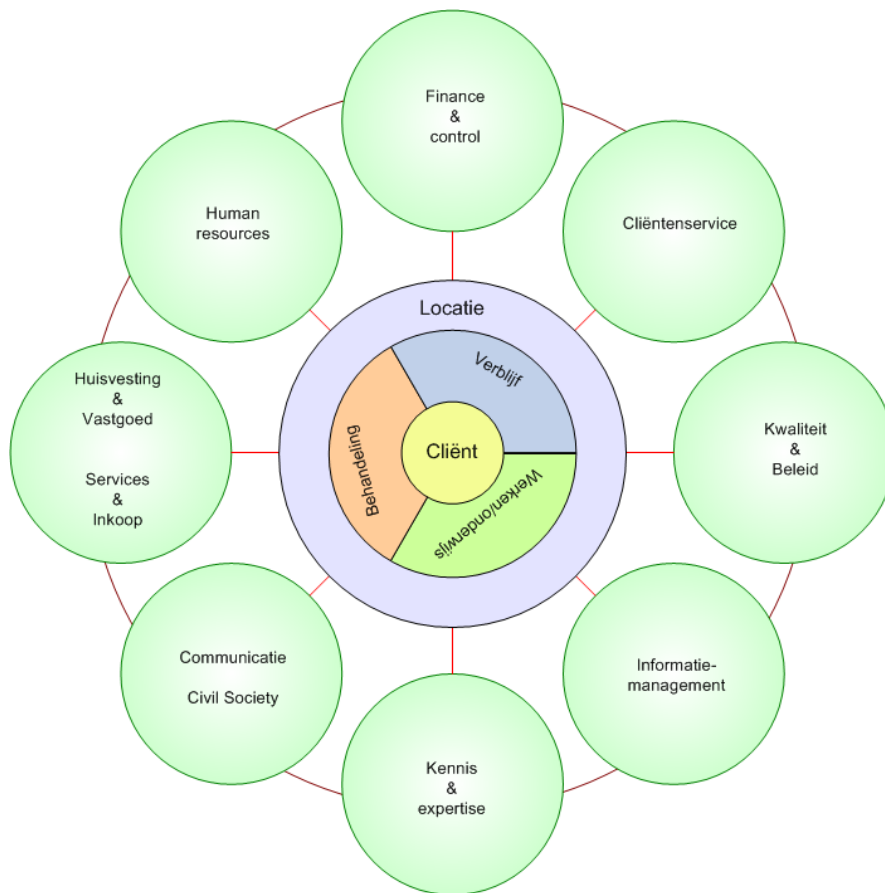 Finance
&
control
Human
resources
Cliëntenservice
Locatie
Verblijf
Huisvesting
&
Vastgoed
Services
&
Inkoop
Behandeling
Cliënt
Kwaliteit
&
Beleid
Werken/onderwijs
Communicatie
Civil Society
Informatie-
management
Kennis
&
expertise